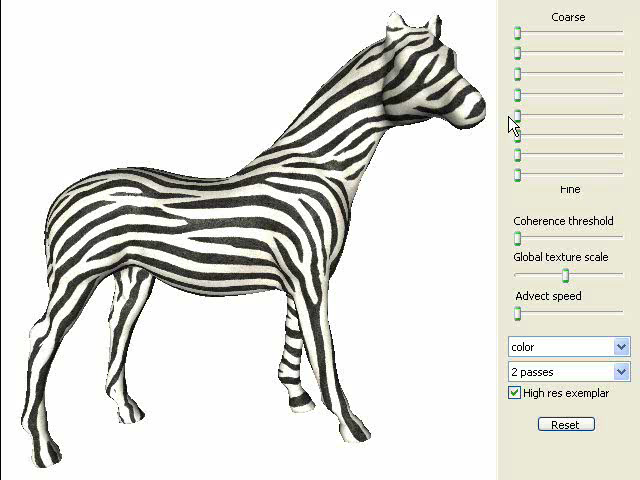 Coarse
Fine
Coherence threshold
Global texture scale
Advect speed
color
2 passes
High res exemplar
Reset